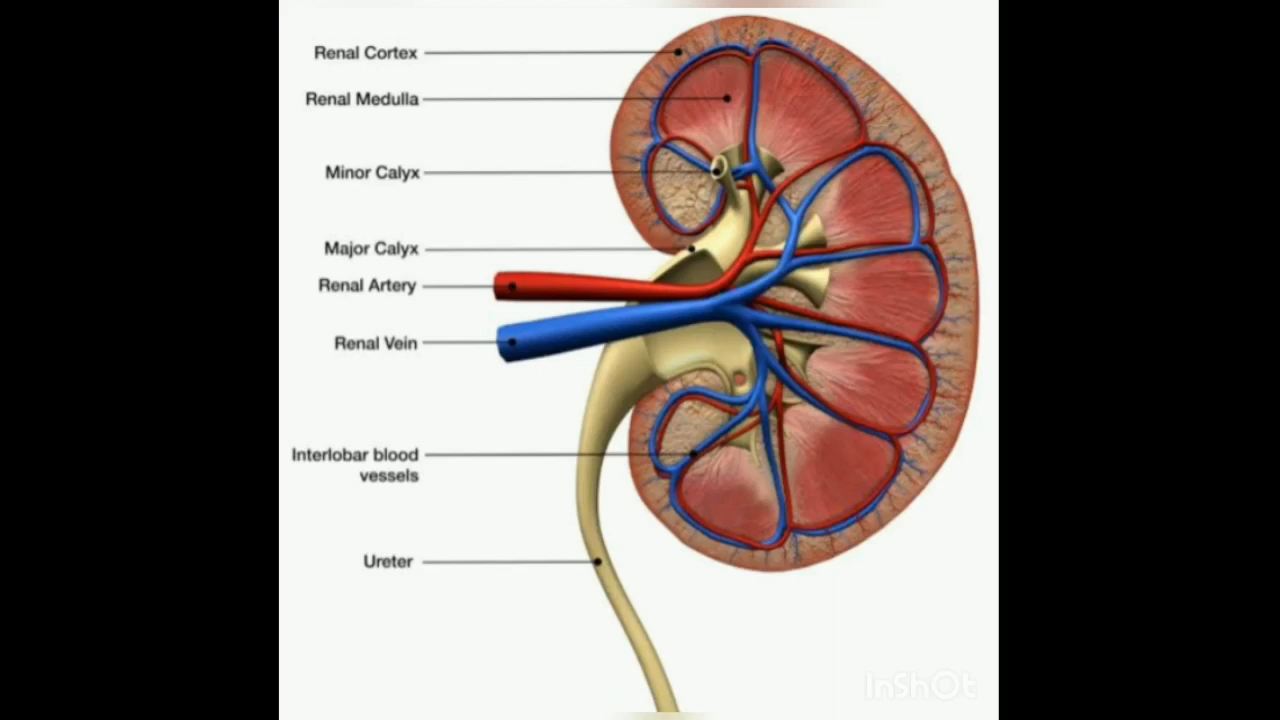 Renal Cortex
Renal Medulla
Minor Calyx
Major Calyx
Renal Artery
Renal Vein
Interlobar blood
vessels
Ureter
InShOt